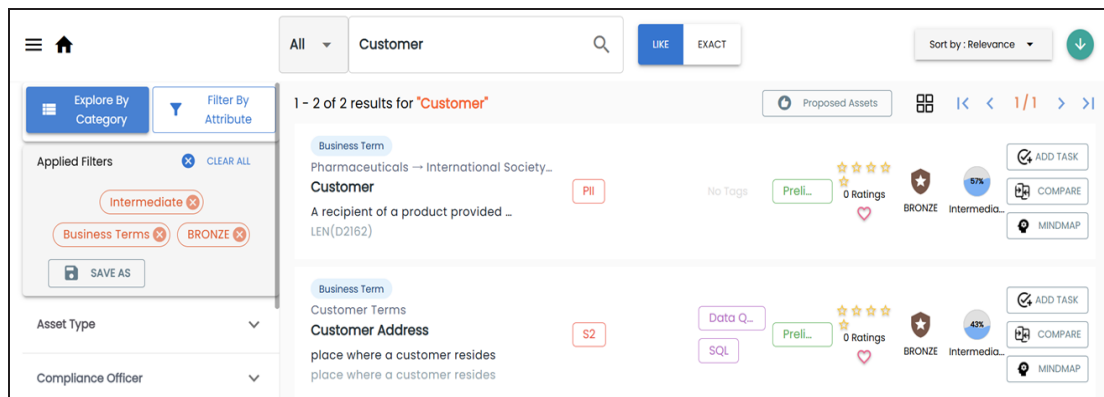 All
Customer
LIKE
EXACT
Sort by : Relevance
Explore By
Category
Filter By
Attribute
1 - 2 of 2 results for "Customer"
Proposed Assets
1/1
Applied Filters
CLEAR ALL
Intermediate
Business Terms
BRONZE
SAVE AS
Asset Type
Compliance Officer
Business Term
Pharmaceuticals → International Society...
Customer
A recipient of a product provided ...
LEN(D2162)
PII
No Tags
Preli...
0 Ratings
BRONZE
57%
Intermedia...
ADD TASK
COMPARE
MINDMAP
Business Term
Customer Terms
Customer Address
place where a customer resides
place where a customer resides
S2
Data Q...
SQL
Preli...
0 Ratings
BRONZE
43%
Intermedia...
ADD TASK
COMPARE
MINDMAP